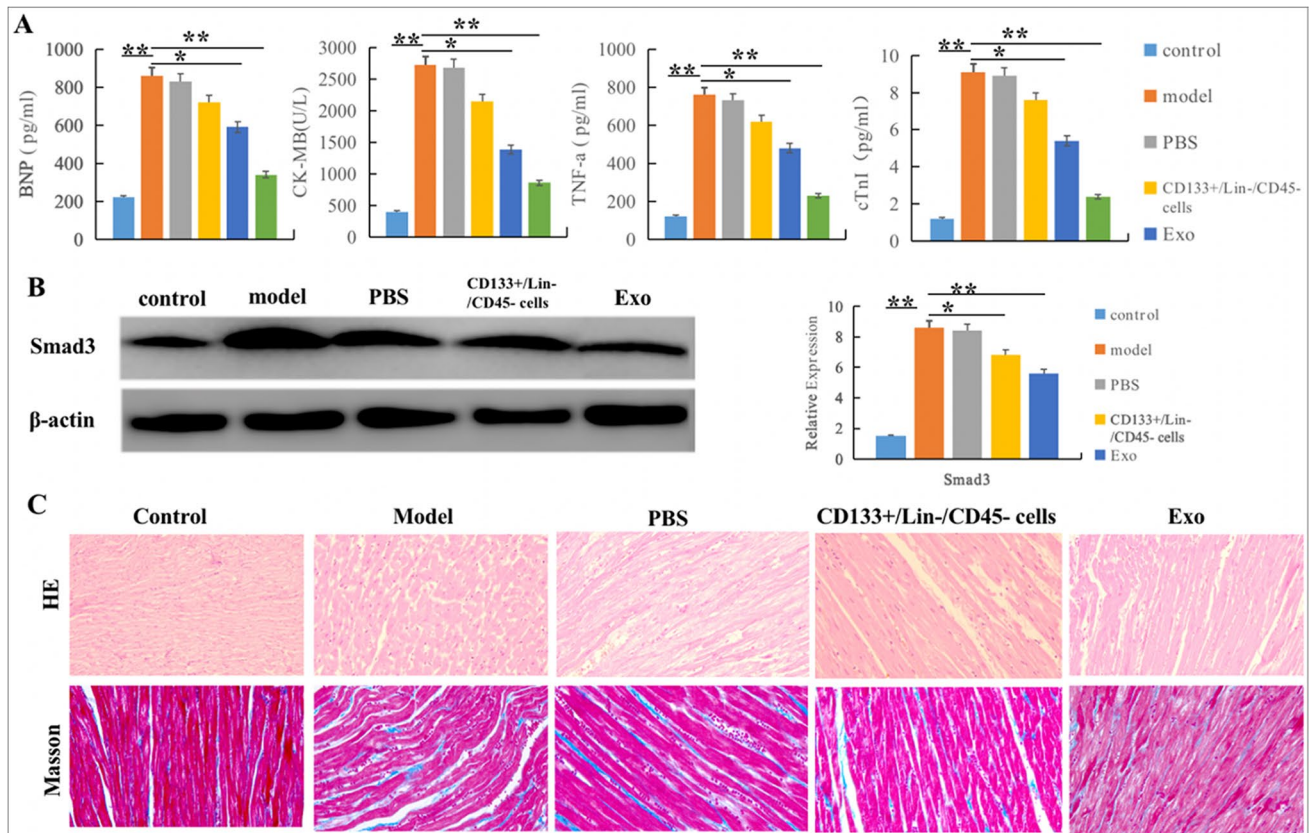 A
BNP ( pg/ml)
1000
800
600
400
200
0
** ** *
CK-MB(U/L)
3000
2500
2000
1500
1000
500
0
** ** *
TNF-a ( pg/ml)
1000
800
600
400
200
0
** ** *
cTnI (pg/ml)
10
8
6
4
2
0
** ** *
control
model
PBS
CD133+/Lin-/CD45-
cells
Exo
B
control model PBS CD133+/Lin- Exo
/CD45- cells
Smad3
β-actin
Relative Expression
10
8
6
4
2
0
** ** *
Smad3
control
model
PBS
CD133+/Lin-
/CD45- cells
Exo
C
Control Model PBS CD133+/Lin-/CD45- cells Exo
HE
Masson